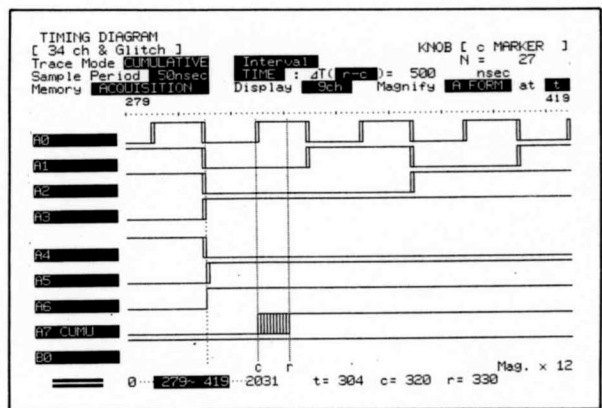 TIMING DIAGRAM
[ 34 ch & Glitch ] KNOB [ c MARKER ]
Trace Mode CUMULATIVE Interval N = 27
Sample Period 50nsec TIME : ΔT( r-c )= 500 nsec
Memory ACQUISITION Display 9ch Magnify A FORM at t
279 419
A0
A1
A2
A3
A4
A5
A6
A7 CUMU
B0
c r Mag. x 12
0 ··· 279~ 419 ··· 2031 t= 304 c= 320 r= 330